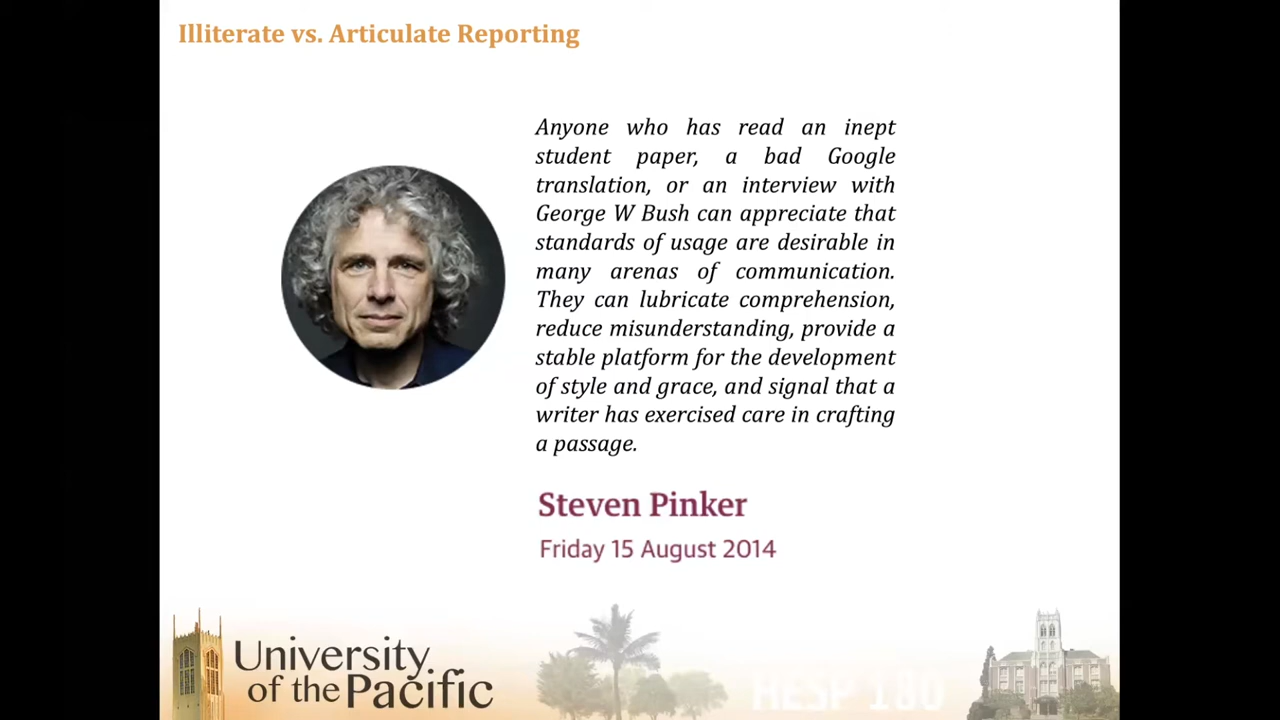 Illiterate vs. Articulate Reporting
Anyone who has read an inept
student paper, a bad Google
translation, or an interview with
George W Bush can appreciate that
standards of usage are desirable in
many arenas of communication.
They can lubricate comprehension,
reduce misunderstanding, provide a
stable platform for the development
of style and grace, and signal that a
writer has exercised care in crafting
a passage.
Steven Pinker
Friday 15 August 2014
University
of the Pacific
HESP 180